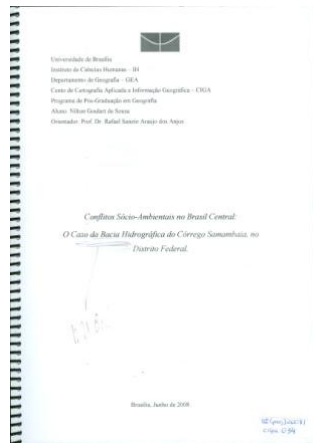 Universidade de Brasília
Instituto de Ciências Humanas – IH
Departamento de Geografia – GEA
Centro de Cartografia Aplicada e Informação Geográfica – CIGA
Programa de Pós-Graduação em Geografia
Aluno: Nilton Goulart de Sousa
Orientador: Prof. Dr. Rafael Sanzio Araújo dos Anjos
Conflitos Sócio-Ambientais no Brasil Central:
O Caso da Bacia Hidrográfica do Córrego Samambaia, no
Distrito Federal.
Brasília, Junho de 2008